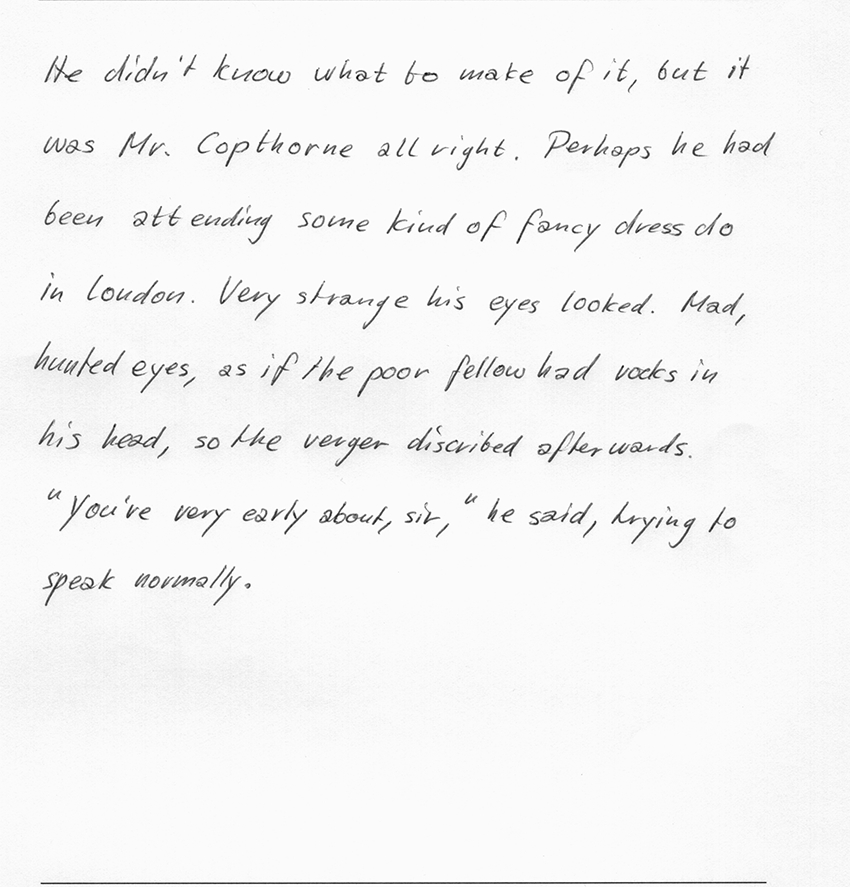 He didn't know what to make of it, but it
was Mr. Copthorne all right. Perhaps he had
been attending some kind of fancy dress do
in London. Very strange his eyes looked. Mad,
hunted eyes, as if the poor fellow had rocks in
his head, so the verger discribed afterwards.
"You're very early about, sir," he said, trying to
speak normally.